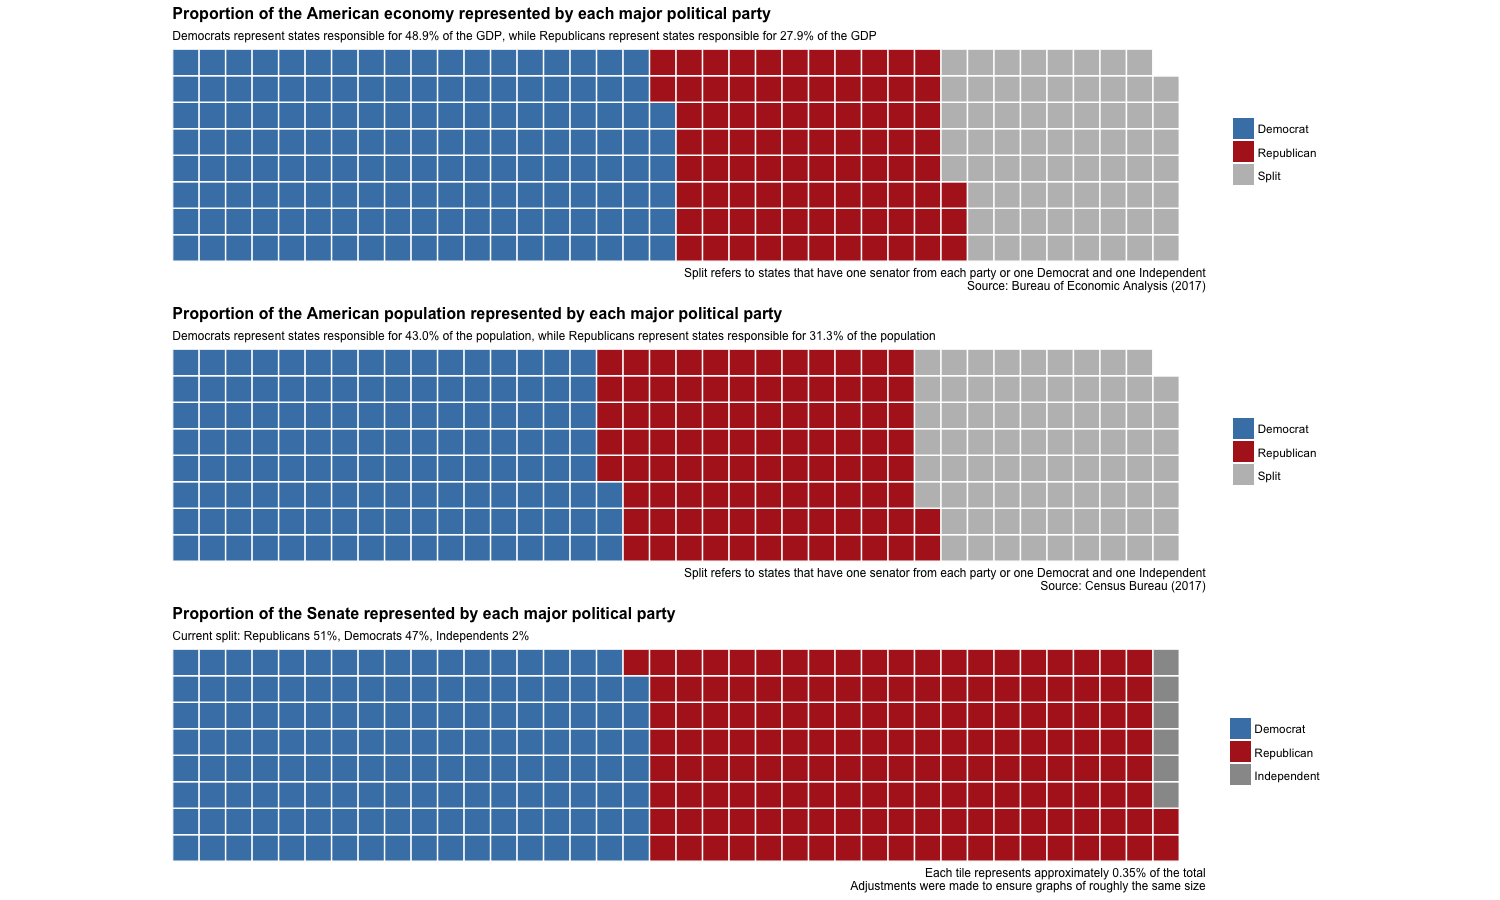 Proportion of the American economy represented by each major political party
Democrats represent states responsible for 48.9% of the GDP, while Republicans represent states responsible for 27.9% of the GDP
Democrat
Republican
Split
Split refers to states that have one senator from each party or one Democrat and one Independent
Source: Bureau of Economic Analysis (2017)
Proportion of the American population represented by each major political party
Democrats represent states responsible for 43.0% of the population, while Republicans represent states responsible for 31.3% of the population
Democrat
Republican
Split
Split refers to states that have one senator from each party or one Democrat and one Independent
Source: Census Bureau (2017)
Proportion of the Senate represented by each major political party
Current split: Republicans 51%, Democrats 47%, Independents 2%
Democrat
Republican
Independent
Each tile represents approximately 0.35% of the total
Adjustments were made to ensure graphs of roughly the same size